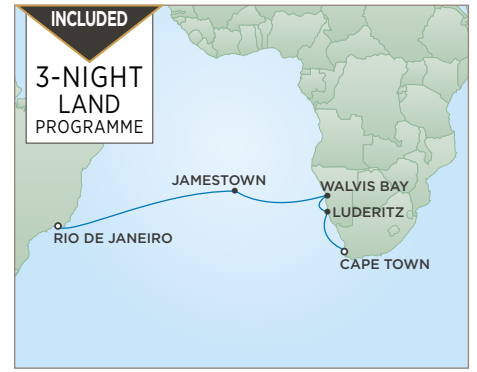 INCLUDED
3-NIGHT
LAND
PROGRAMME
JAMESTOWN
WALVIS BAY
LUDERITZ
RIO DE JANEIRO
CAPE TOWN